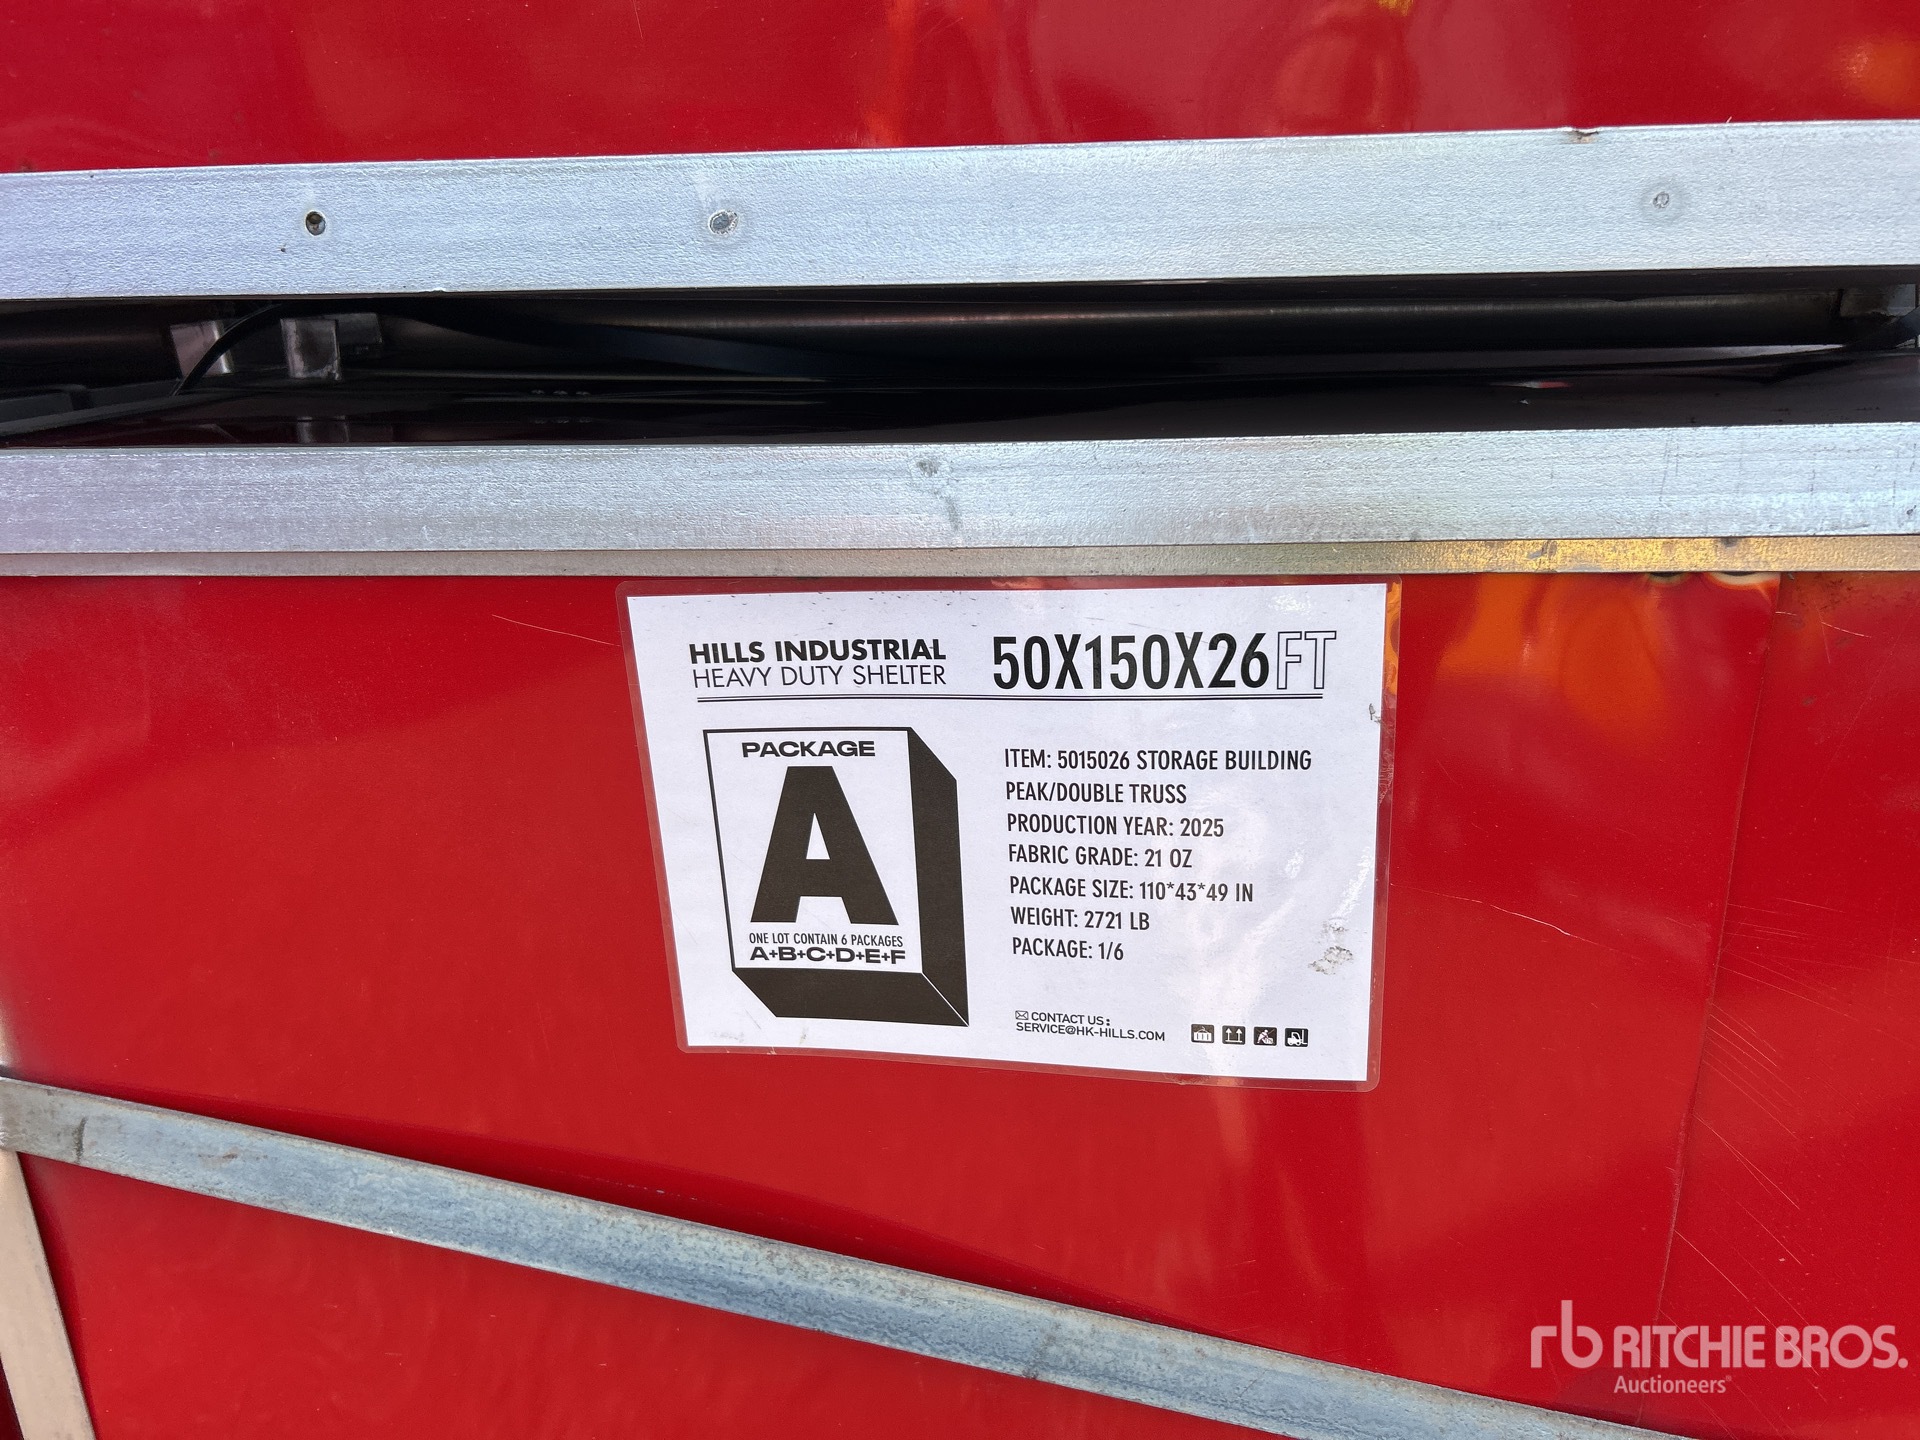 HILLS INDUSTRIAL
HEAVY DUTY SHELTER
50X150X26FT
PACKAGE
A
ONE LOT CONTAIN 6 PACKAGES
A+B+C+D+E+F
ITEM: 5015026 STORAGE BUILDING
PEAK/DOUBLE TRUSS
PRODUCTION YEAR: 2025
FABRIC GRADE: 21 OZ
PACKAGE SIZE: 110*43*49 IN
WEIGHT: 2721 LB
PACKAGE: 1/6
CONTACT US:
SERVICE@HK-HILLS.COM
rb RITCHIE BROS.
Auctioneers®